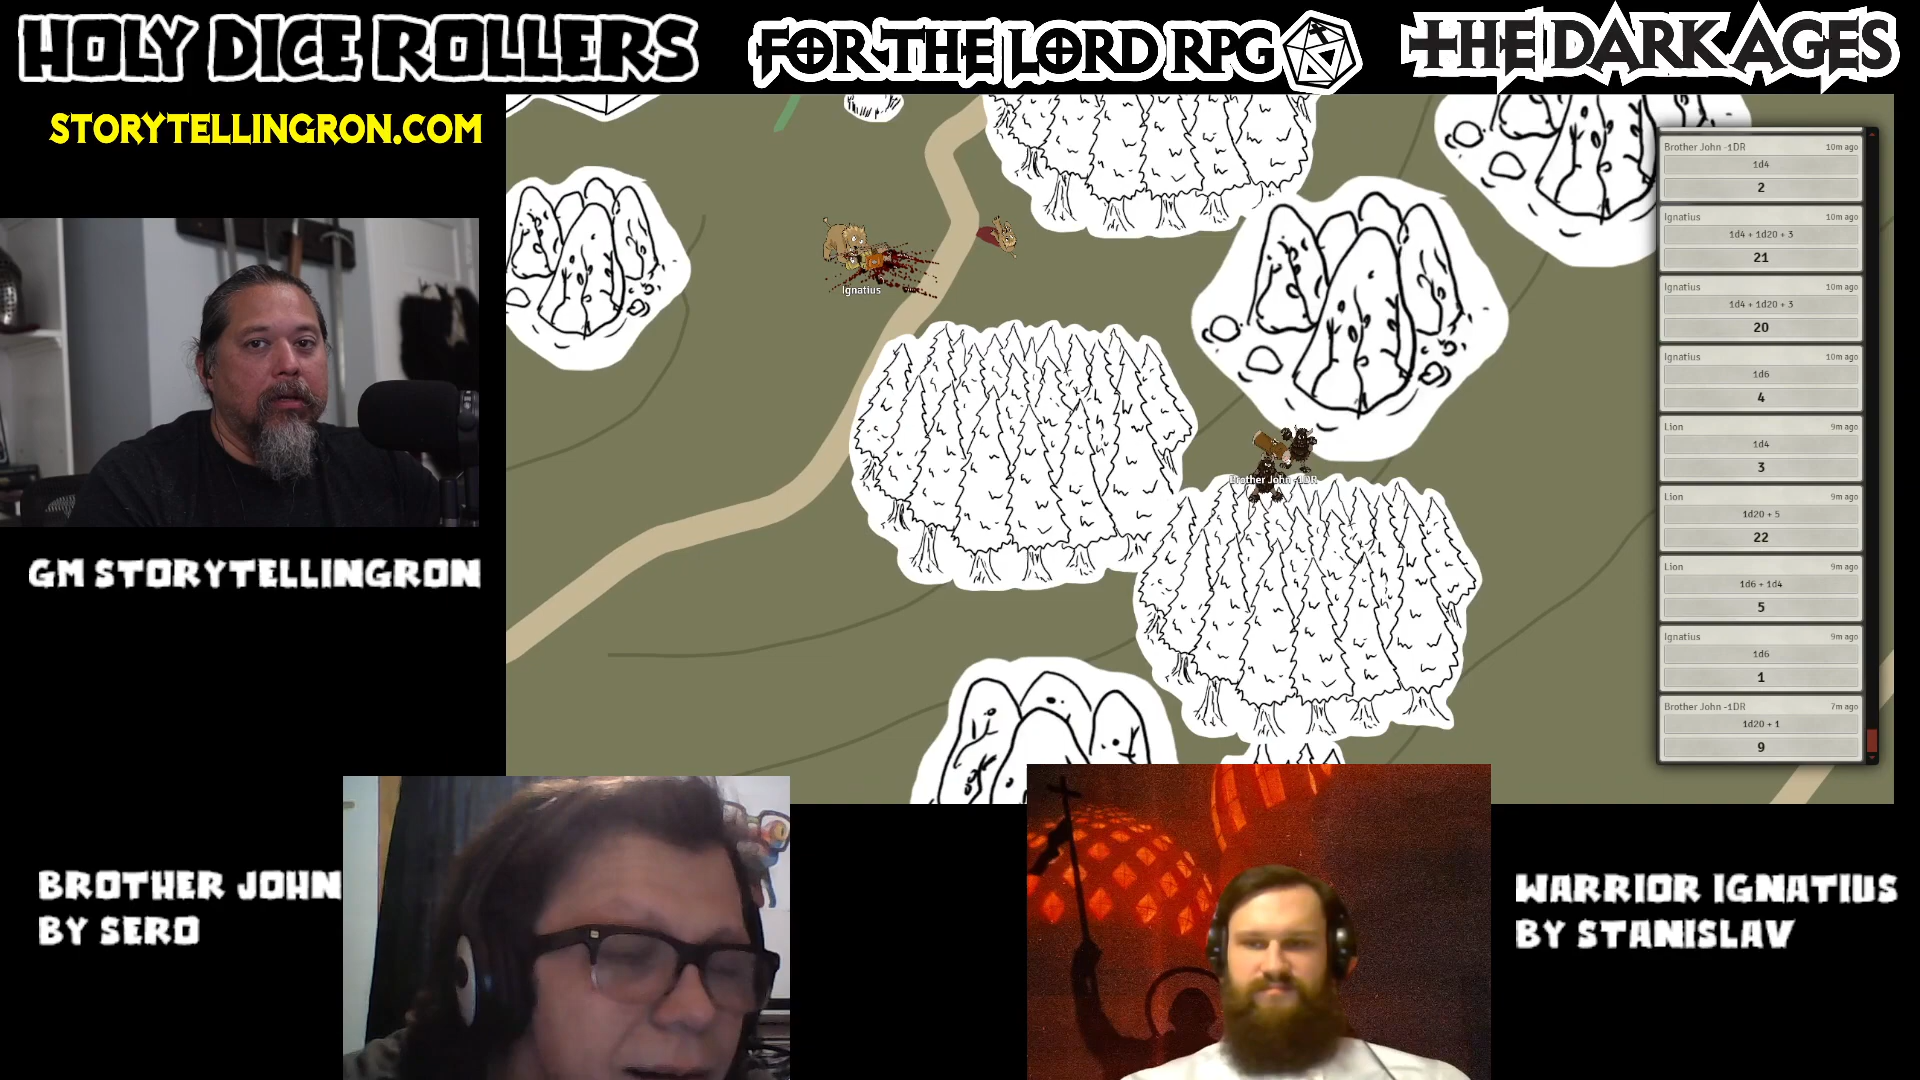 HOLY DICE ROLLERS
FOR THE LORD RPG
THE DARK AGES
STORYTELLINGRON.COM
GM STORYTELLINGRON
Ignatius
Brother John -1DR
Brother John -1DR 10m ago
1d4
2
Ignatius 10m ago
1d4 + 1d20 + 3
21
Ignatius 10m ago
1d4 + 1d20 + 3
20
Ignatius 10m ago
1d6
4
Lion 9m ago
1d4
3
Lion 9m ago
1d20 + 5
22
Lion 9m ago
1d6 + 1d4
5
Ignatius 9m ago
1d6
1
Brother John -1DR 7m ago
1d20 + 1
9
BROTHER JOHN
BY SERO
WARRIOR IGNATIUS
BY STANISLAV